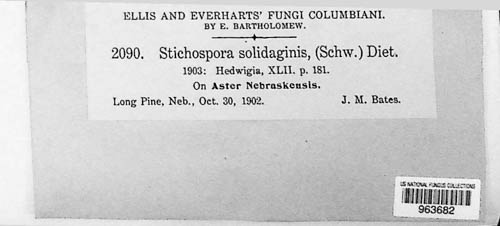 ELLIS AND EVERHARTS' FUNGI COLUMBIANI.
BY E. BARTHOLOMEW.
2090. Stichospora solidaginis, (Schw.) Diet.
1903: Hedwigia, XLII. p. 181.
On Aster Nebraskensis.
Long Pine, Neb., Oct. 30, 1902. J. M. Bates.
US NATIONAL FUNGUS COLLECTIONS
963682